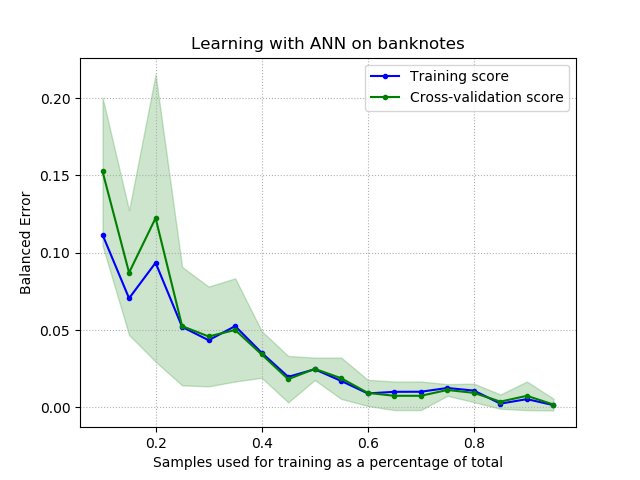 Learning with ANN on banknotes
Training score
Cross-validation score
Balanced Error
0.20
0.15
0.10
0.05
0.00
0.2 0.4 0.6 0.8
Samples used for training as a percentage of total